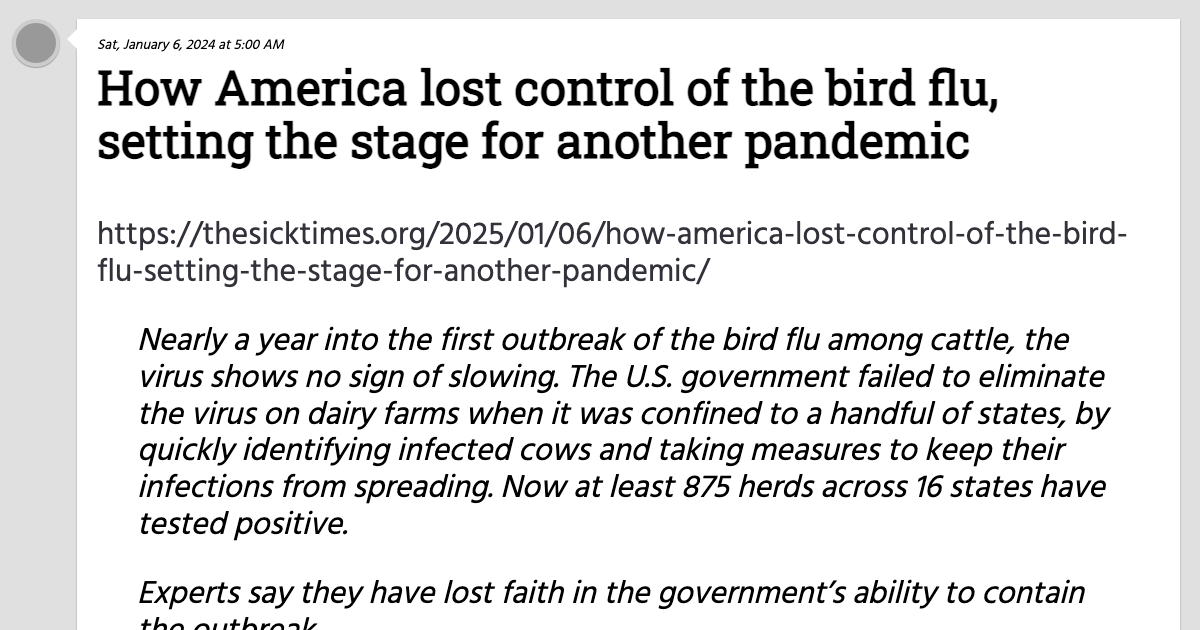 Sat, January 6, 2024 at 5:00 AM
How America lost control of the bird flu,
setting the stage for another pandemic
https://thesicktimes.org/2025/01/06/how-america-lost-control-of-the-bird-
flu-setting-the-stage-for-another-pandemic/
Nearly a year into the first outbreak of the bird flu among cattle, the
virus shows no sign of slowing. The U.S. government failed to eliminate
the virus on dairy farms when it was confined to a handful of states, by
quickly identifying infected cows and taking measures to keep their
infections from spreading. Now at least 875 herds across 16 states have
tested positive.
Experts say they have lost faith in the government’s ability to contain
the outbreak